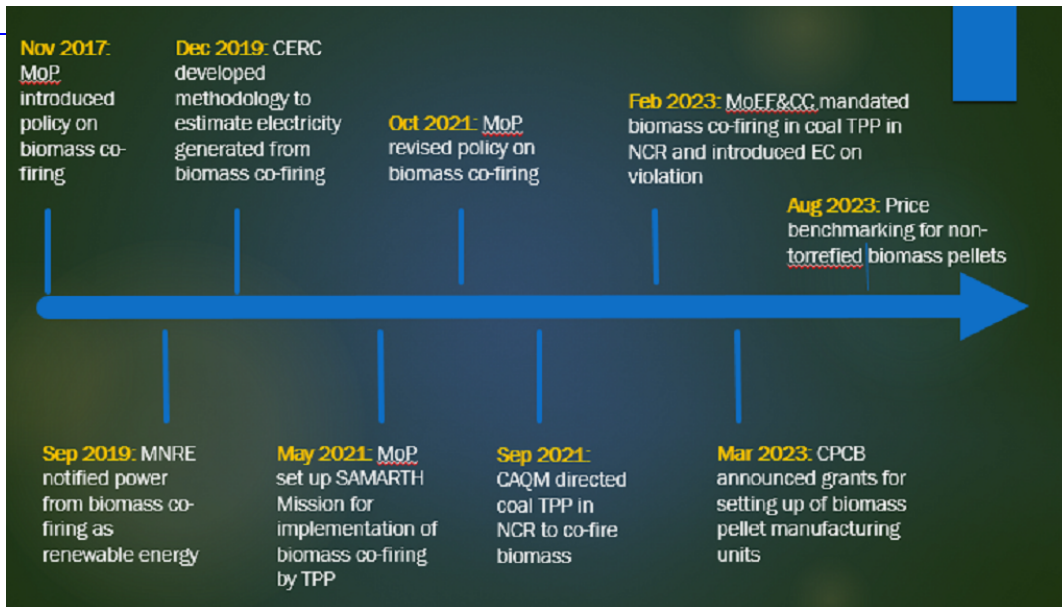 Nov 2017:
MoP
introduced
policy on
biomass co-
firing
Dec 2019: CERC
developed
methodology to
estimate electricity
generated from
biomass co-firing
Oct 2021: MoP
revised policy on
biomass co-firing
Feb 2023: MoEF&CC mandated
biomass co-firing in coal TPP in
NCR and introduced EC on
violation
Aug 2023: Price
benchmarking for non-
torrefied biomass pellets
Sep 2019: MNRE
notified power
from biomass co-
firing as
renewable energy
May 2021: MoP
set up SAMARTH
Mission for
implementation of
biomass co-firing
by TPP
Sep 2021:
CAQM directed
coal TPP in
NCR to co-fire
biomass
Mar 2023: CPCB
announced grants for
setting up of biomass
pellet manufacturing
units